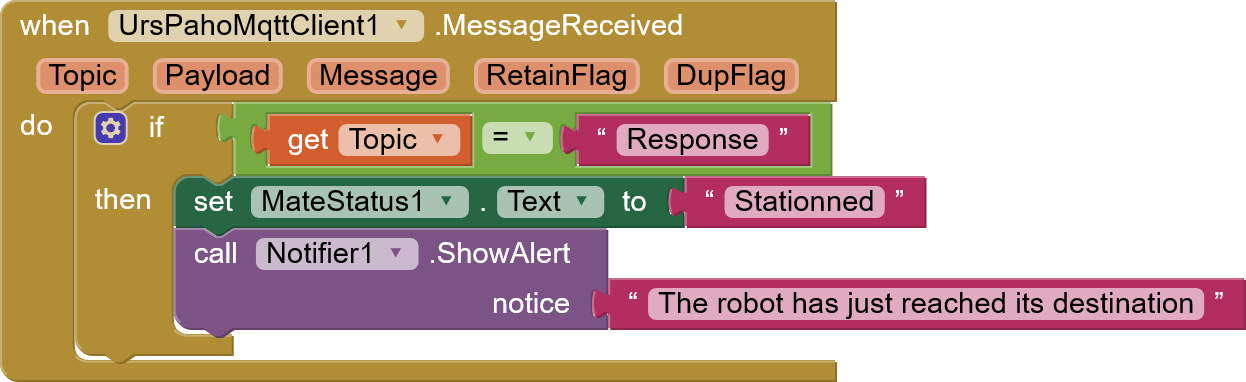 when UrsPahoMqttClient1 .MessageReceived
Topic Payload Message RetainFlag DupFlag
do if get Topic = “ Response ”
then set MateStatus1 . Text to “ Stationned ”
call Notifier1 .ShowAlert
notice “ The robot has just reached its destination ”